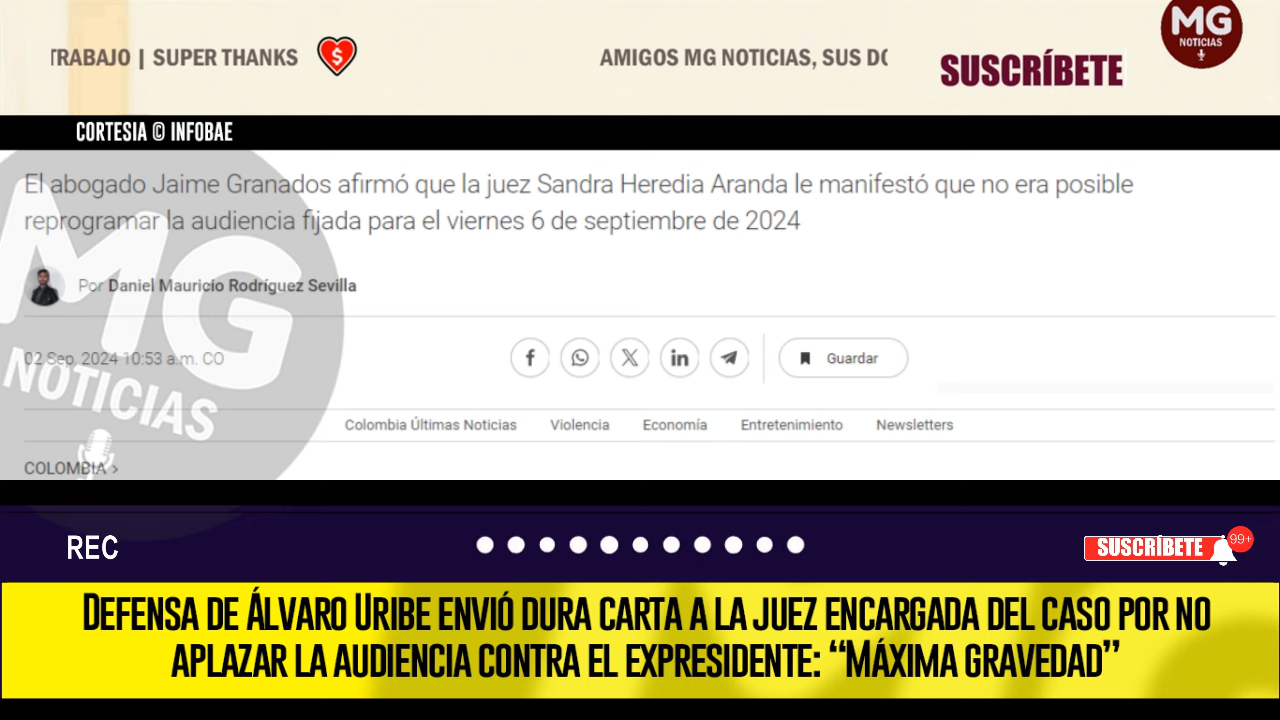 TRABAJO | SUPER THANKS
$
AMIGOS MG NOTICIAS, SUS DO
SUSCRÍBETE
MG
NOTICIAS
CORTESIA © INFOBAE
El abogado Jaime Granados afirmó que la juez Sandra Heredia Aranda le manifestó que no era posible
reprogramar la audiencia fijada para el viernes 6 de septiembre de 2024
Por Daniel Mauricio Rodríguez Sevilla
MG
NOTICIAS
02 Sep, 2024 10:53 a.m. CO
Guardar
Colombia Últimas Noticias Violencia Economía Entretenimiento Newsletters
COLOMBIA >
REC
SUSCRÍBETE
99+
DEFENSA DE ÁLVARO URIBE ENVIÓ DURA CARTA A LA JUEZ ENCARGADA DEL CASO POR NO
APLAZAR LA AUDIENCIA CONTRA EL EXPRESIDENTE: “MÁXIMA GRAVEDAD”